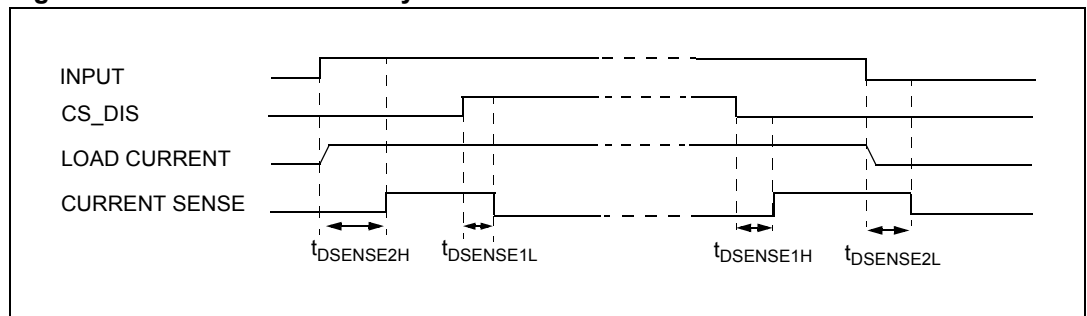 INPUT
CS_DIS
LOAD CURRENT
CURRENT SENSE
tDSENSE2H tDSENSE1L tDSENSE1H tDSENSE2L